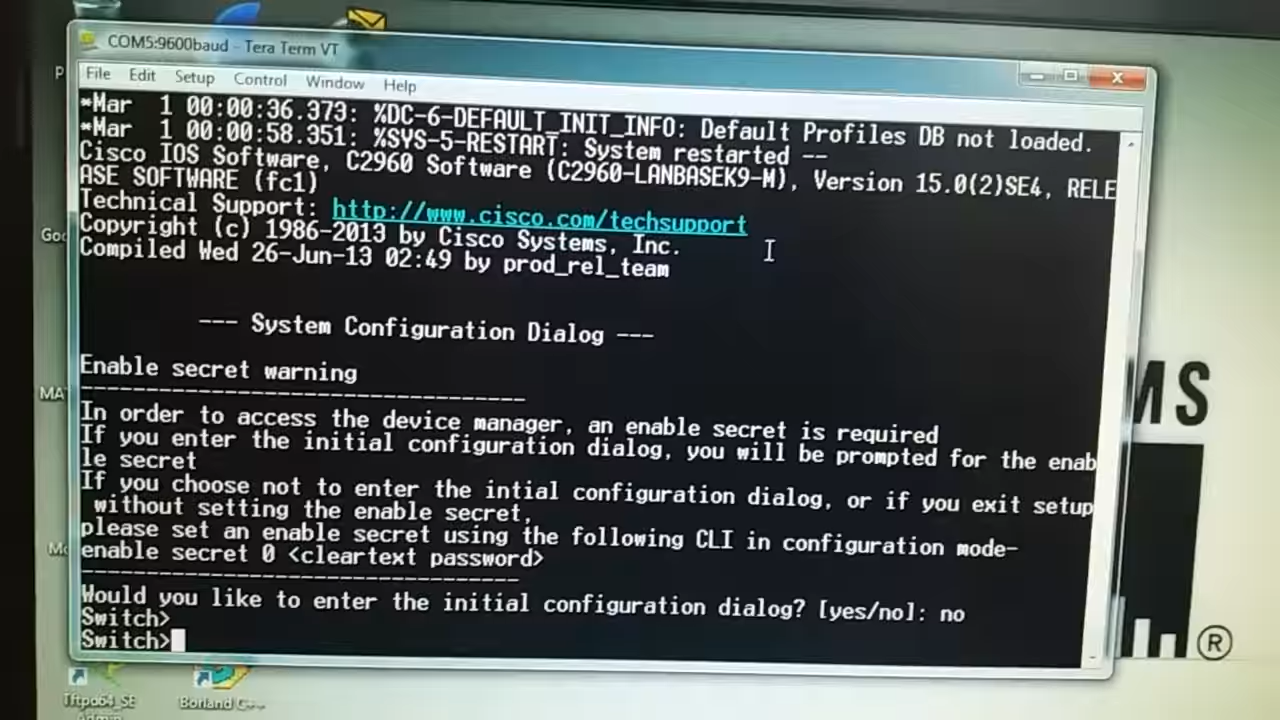 COM5:9600baud - Tera Term VT
File Edit Setup Control Window Help
*Mar  1 00:00:36.373: %DC-6-DEFAULT_INIT_INFO: Default Profiles DB not loaded.
*Mar  1 00:00:58.351: %SYS-5-RESTART: System restarted --
Cisco IOS Software, C2960 Software (C2960-LANBASEK9-M), Version 15.0(2)SE4, RELE
ASE SOFTWARE (fc1)
Technical Support: http://www.cisco.com/techsupport
Copyright (c) 1986-2013 by Cisco Systems, Inc.
Compiled Wed 26-Jun-13 02:49 by prod_rel_team
--- System Configuration Dialog ---
Enable secret warning
----------------------------------
In order to access the device manager, an enable secret is required
If you enter the initial configuration dialog, you will be prompted for the enab
le secret
If you choose not to enter the intial configuration dialog, or if you exit setup
 without setting the enable secret,
please set an enable secret using the following CLI in configuration mode-
enable secret 0 <cleartext password>
----------------------------------
Would you like to enter the initial configuration dialog? [yes/no]: no
Switch>
Switch>
MS
®
Tftpd64_SE
Admin
Borland C++